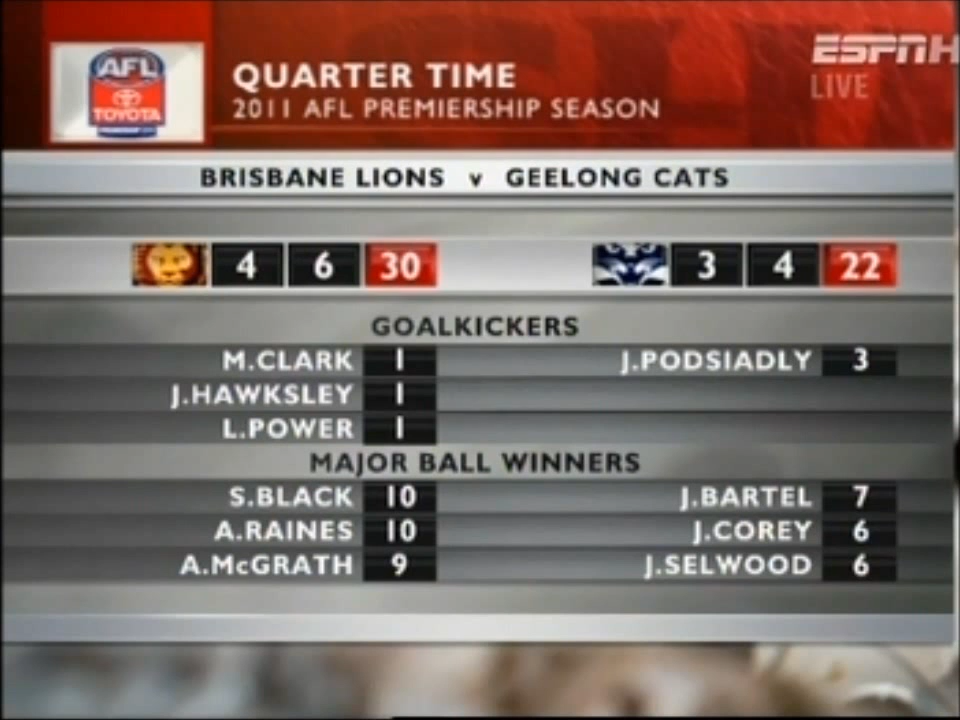 AFL
TOYOTA
QUARTER TIME
2011 AFL PREMIERSHIP SEASON
ESPNH
LIVE
BRISBANE LIONS v GEELONG CATS
4 6 30 3 4 22
GOALKICKERS
M.CLARK 1 J.PODSIADLY 3
J.HAWKSLEY 1
L.POWER 1
MAJOR BALL WINNERS
S.BLACK 10 J.BARTEL 7
A.RAINES 10 J.COREY 6
A.McGRATH 9 J.SELWOOD 6